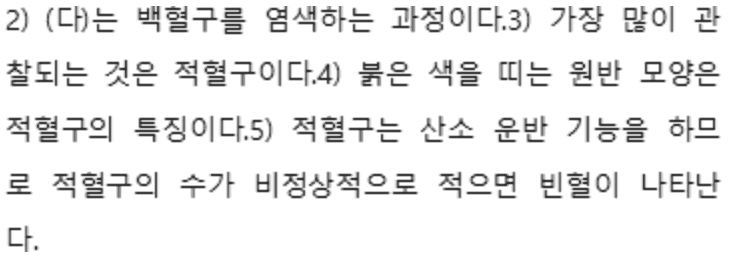 2) (다)는 백혈구를 염색하는 과정이다.3) 가장 많이 관
찰되는 것은 적혈구이다.4) 붉은 색을 띠는 원반 모양은
적혈구의 특징이다.5) 적혈구는 산소 운반 기능을 하므
로 적혈구의 수가 비정상적으로 적으면 빈혈이 나타난
다.